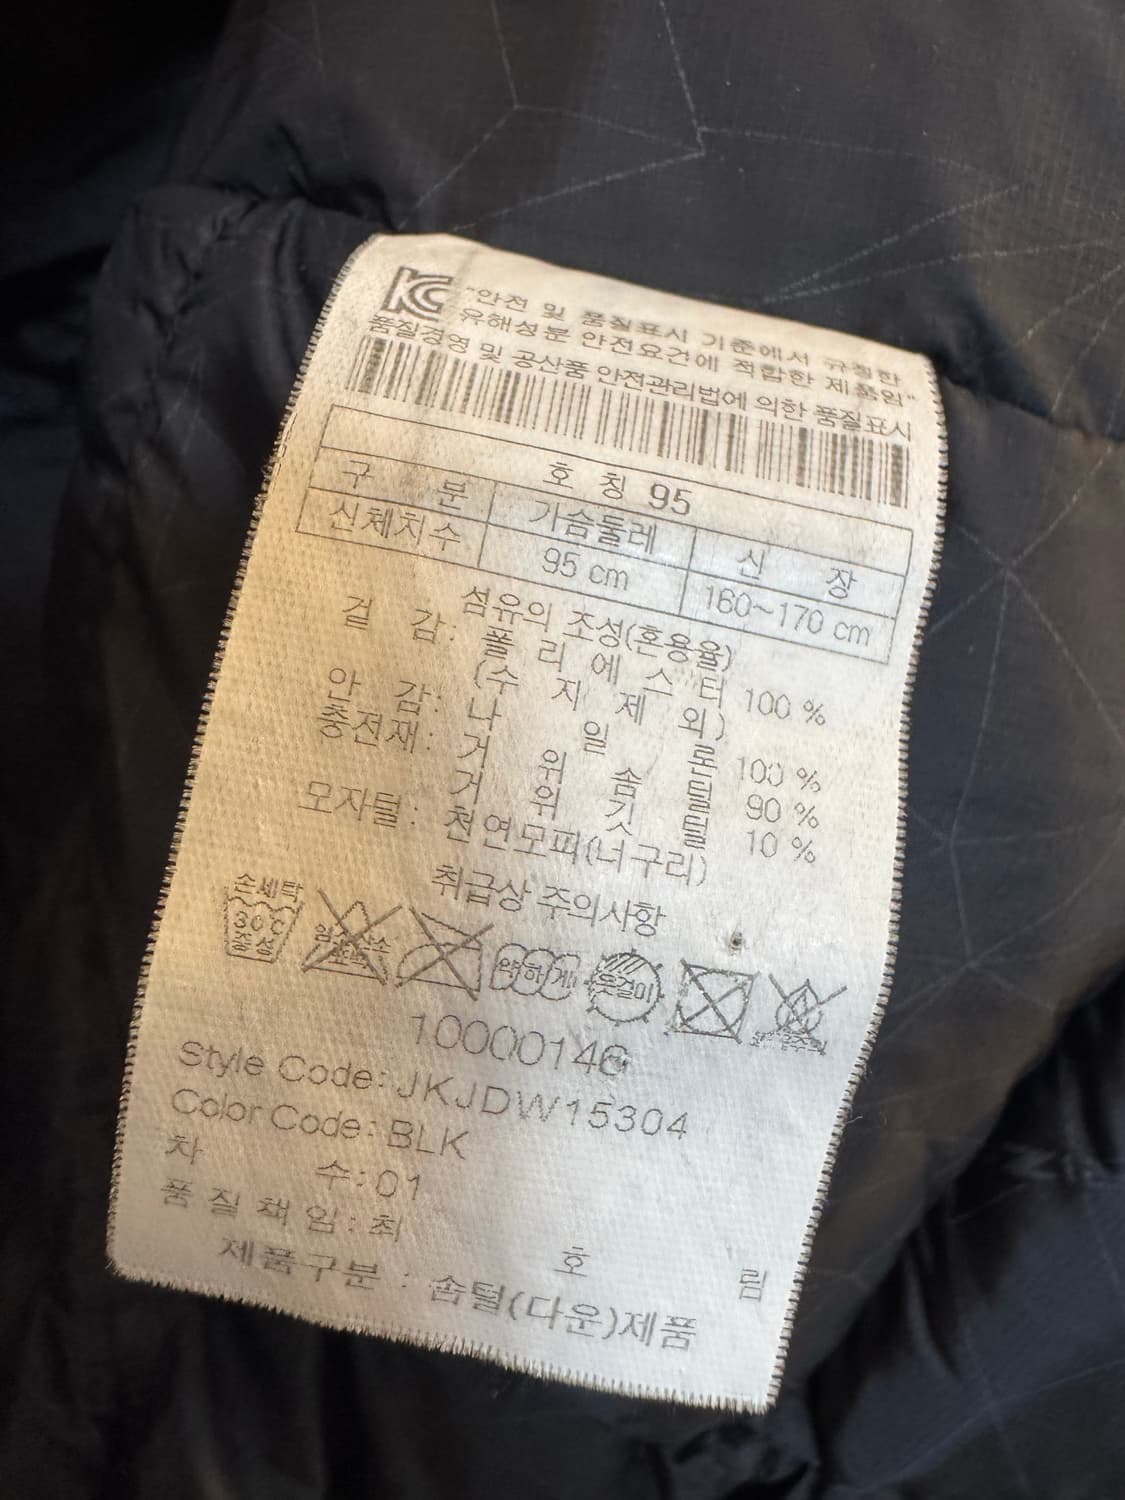 KC "안전 및 품질표시 기준에서 규정한
유해성분 안전요건에 적합한 제품임"
품질경영 및 공산품 안전관리법에 의한 품질표시
호 칭 95
구 분 가슴둘레 신 장
신체치수 95 cm 160~170 cm
섬유의 조성(혼용율)
겉 감: 폴 리 에 스 터 100 %
(수 지 제 외)
안 감: 나 일 론 100 %
충전재: 거 위 솜 털 90 %
거 위 깃 털 10 %
모자털: 천연모피(너구리)
취급상 주의사항
손세탁
30℃
중성
약하게
옷걸이
10000146
Style Code: JKJDW15304
Color Code: BLK
차 수: 01
품 질 책 임: 최 호 림
제품구분 : 솜털(다운)제품